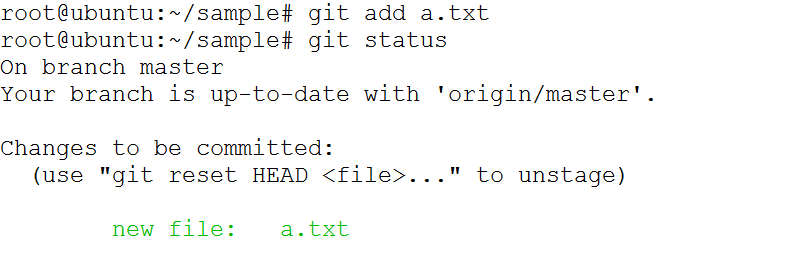 root@ubuntu:~/sample# git add a.txt
root@ubuntu:~/sample# git status
On branch master
Your branch is up-to-date with 'origin/master'.
Changes to be committed:
(use "git reset HEAD <file>..." to unstage)
new file: a.txt